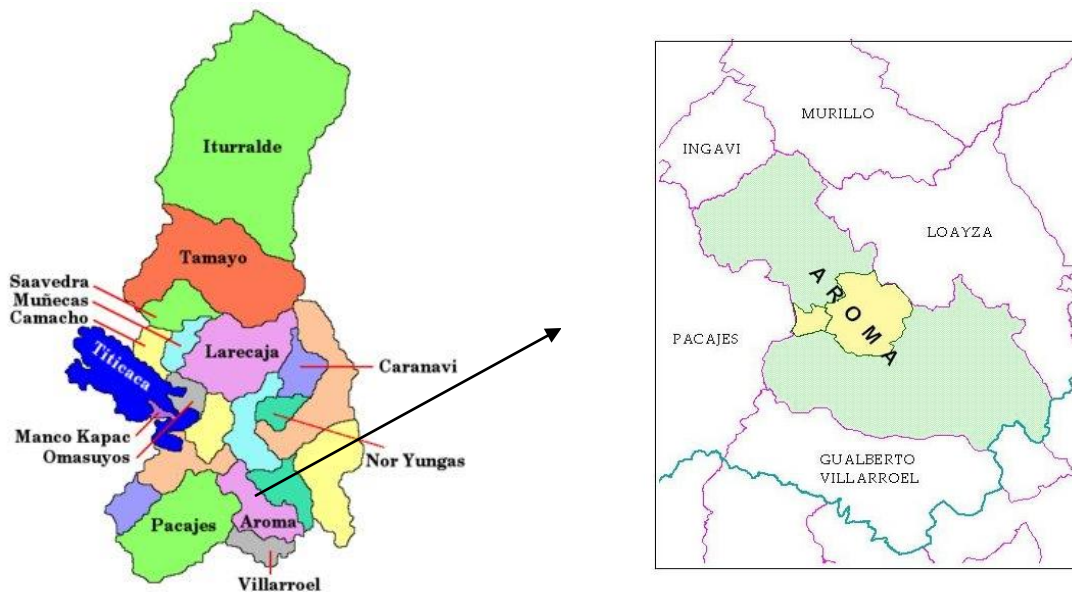 Iturralde
Tamayo
Saavedra
Muñecas
Camacho
Titicaca
Larecaja
Caranavi
Manco Kapac
Omasuyos
Nor Yungas
Pacajes
Aroma
Villarroel
MURILLO
INGAVI
LOAYZA
AROMA
PACAJES
GUALBERTO
VILLARROEL